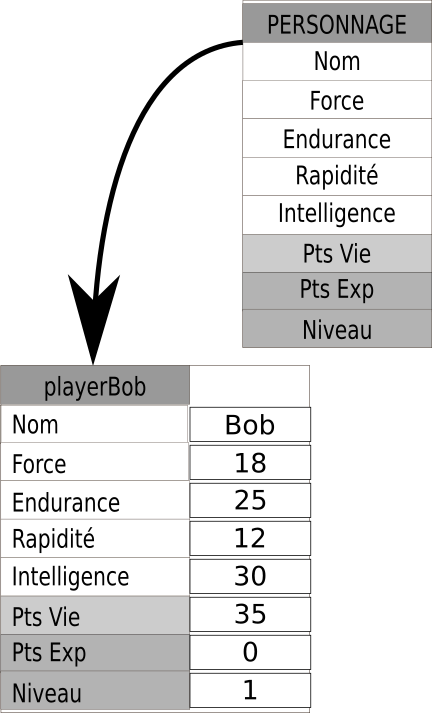 PERSONNAGE
Nom
Force
Endurance
Rapidité
Intelligence
Pts Vie
Pts Exp
Niveau
playerBob
Nom Bob
Force 18
Endurance 25
Rapidité 12
Intelligence 30
Pts Vie 35
Pts Exp 0
Niveau 1